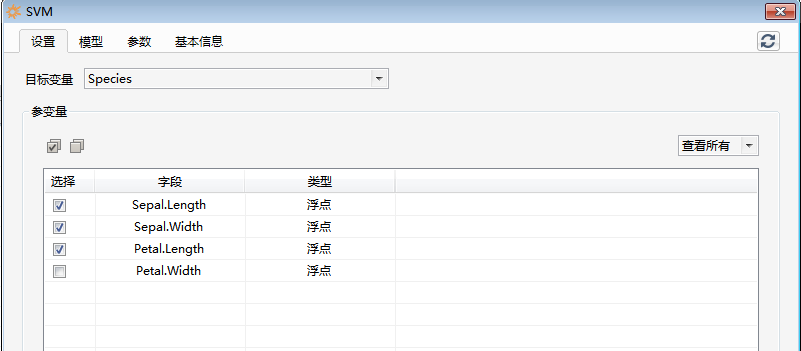 SVM
设置 模型 参数 基本信息
目标变量 Species
参变量
查看所有
选择 字段 类型
Sepal.Length 浮点
Sepal.Width 浮点
Petal.Length 浮点
Petal.Width 浮点